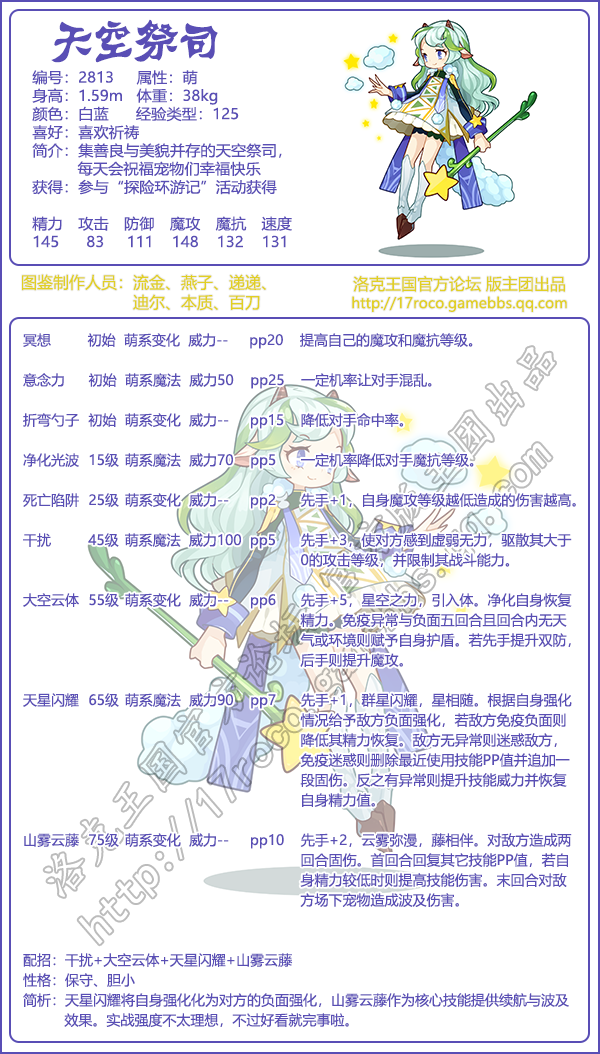 天空祭司
编号：2813 属性：萌
身高：1.59m 体重：38kg
颜色：白蓝 经验类型：125
喜好：喜欢祈祷
简介：集善良与美貌并存的天空祭司，
每天会祝福宠物们幸福快乐
获得：参与“探险环游记”活动获得
精力 攻击 防御 魔攻 魔抗 速度
145 83 111 148 132 131
图鉴制作人员：流金、燕子、递递、
迪尔、本质、百刀
洛克王国官方论坛 版主团出品
http://17roco.gamebbs.qq.com
冥想 初始 萌系变化 威力-- pp20 提高自己的魔攻和魔抗等级。
意念力 初始 萌系魔法 威力50 pp25 一定机率让对手混乱。
折弯勺子 初始 萌系变化 威力-- pp15 降低对手命中率。
净化光波 15级 萌系魔法 威力70 pp5 一定机率降低对手魔抗等级。
死亡陷阱 25级 萌系变化 威力-- pp2 先手+1，自身魔攻等级越低造成的伤害越高。
干扰 45级 萌系魔法 威力100 pp5 先手+3，使对方感到虚弱无力，驱散其大于
0的攻击等级，并限制其战斗能力。
大空云体 55级 萌系变化 威力-- pp6 先手+5，星空之力，引入体。净化自身恢复
精力。免疫异常与负面五回合且回合内无天
气或环境则赋予自身护盾。若先手提升双防，
后手则提升魔攻。
天星闪耀 65级 萌系魔法 威力90 pp7 先手+1，群星闪耀，星相随。根据自身强化
情况给予敌方负面强化，若敌方免疫负面则
降低其精力恢复。敌方无异常则迷惑敌方，
免疫迷惑则删除最近使用技能PP值并追加一
段固伤。反之有异常则提升技能威力并恢复
自身精力值。
山雾云藤 75级 萌系变化 威力-- pp10 先手+2，云雾弥漫，藤相伴。对敌方造成两
回合固伤。首回合回复其它技能PP值，若自
身精力较低时则提高技能伤害。末回合对敌
方场下宠物造成波及伤害。
洛克王国官方论坛 版主团出品
http://17roco.gamebbs.qq.com
配招：干扰+大空云体+天星闪耀+山雾云藤
性格：保守、胆小
简析：天星闪耀将自身强化化为对方的负面强化，山雾云藤作为核心技能提供续航与波及
效果。实战强度不太理想，不过好看就完事啦。